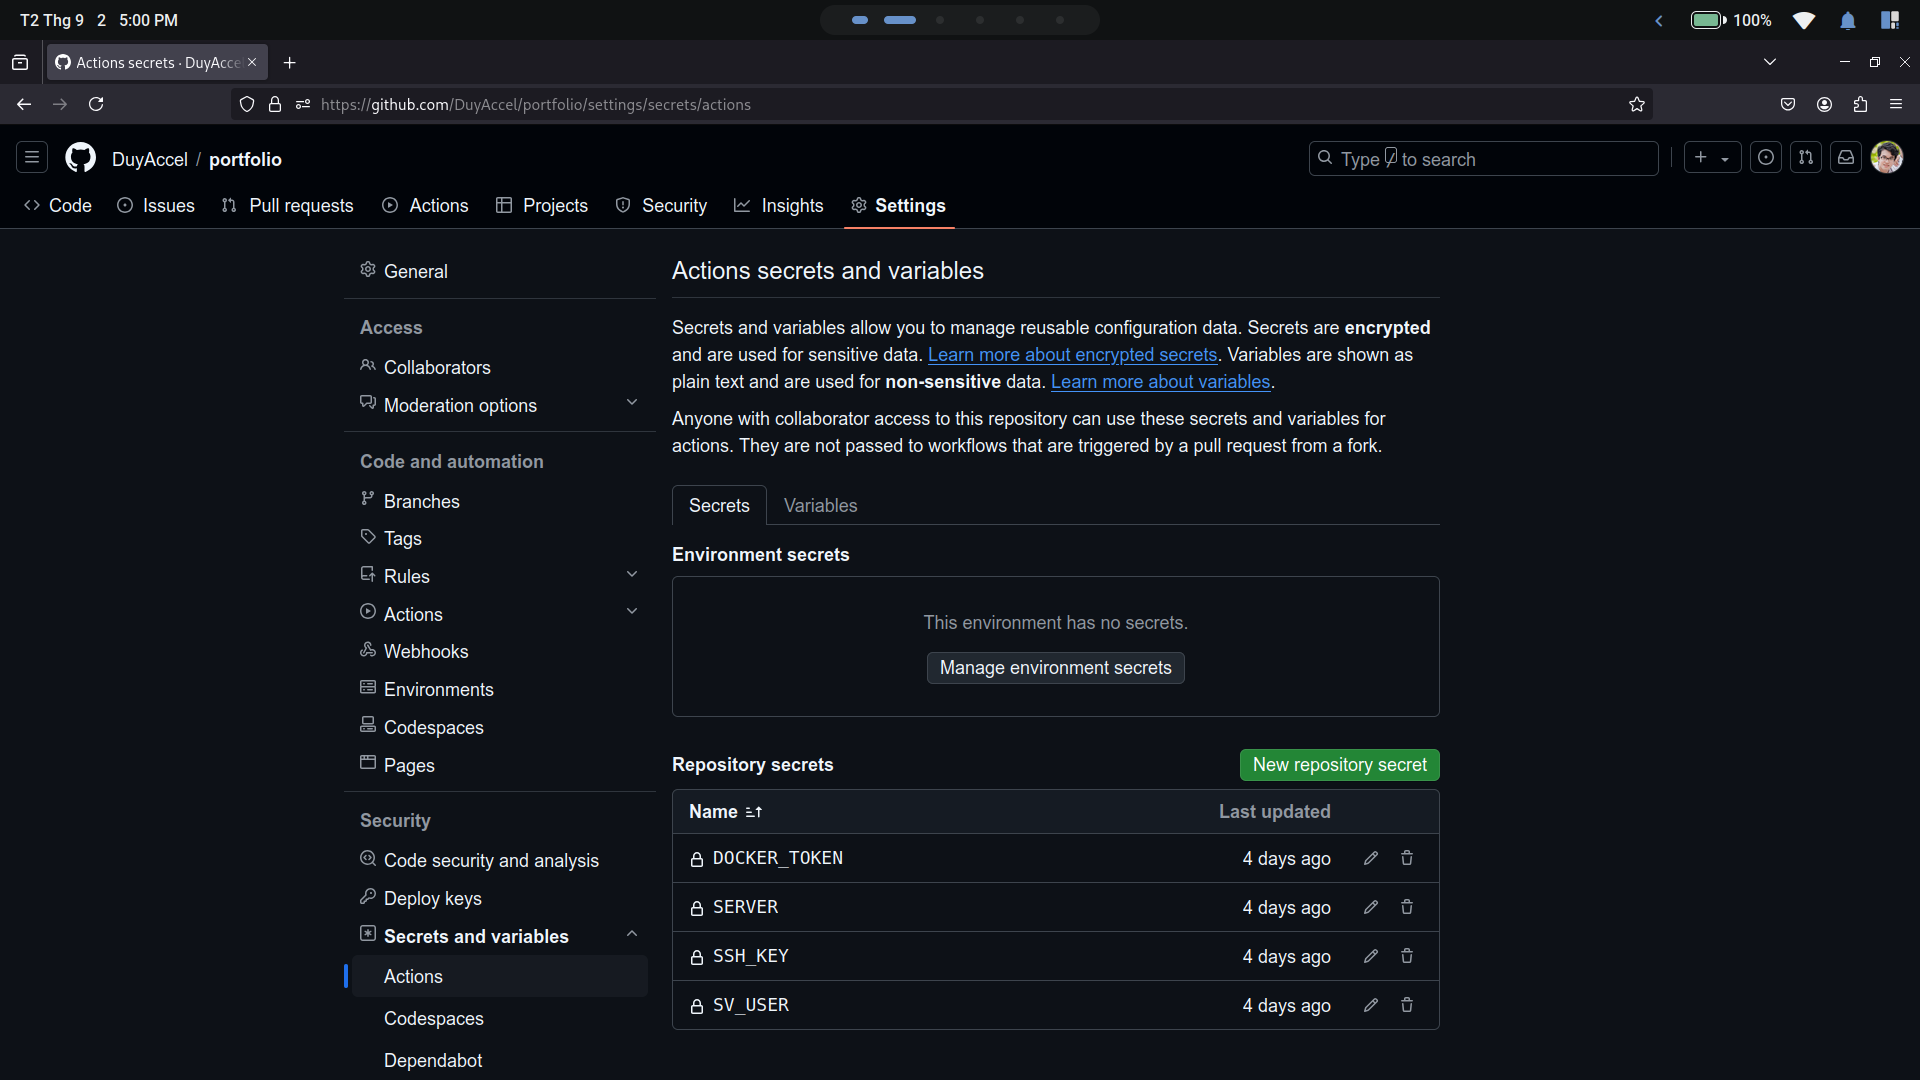 T2 Thg 9 2 5:00 PM
100%
Actions secrets · DuyAcce
https://github.com/DuyAccel/portfolio/settings/secrets/actions
DuyAccel / portfolio
Type / to search
Code Issues Pull requests Actions Projects Security Insights Settings
General
Access
Collaborators
Moderation options
Code and automation
Branches
Tags
Rules
Actions
Webhooks
Environments
Codespaces
Pages
Security
Code security and analysis
Deploy keys
Secrets and variables
Actions
Codespaces
Dependabot
Actions secrets and variables
Secrets and variables allow you to manage reusable configuration data. Secrets are encrypted
and are used for sensitive data. Learn more about encrypted secrets. Variables are shown as
plain text and are used for non-sensitive data. Learn more about variables.
Anyone with collaborator access to this repository can use these secrets and variables for
actions. They are not passed to workflows that are triggered by a pull request from a fork.
Secrets Variables
Environment secrets
This environment has no secrets.
Manage environment secrets
Repository secrets
New repository secret
Name Last updated
DOCKER_TOKEN 4 days ago
SERVER 4 days ago
SSH_KEY 4 days ago
SV_USER 4 days ago